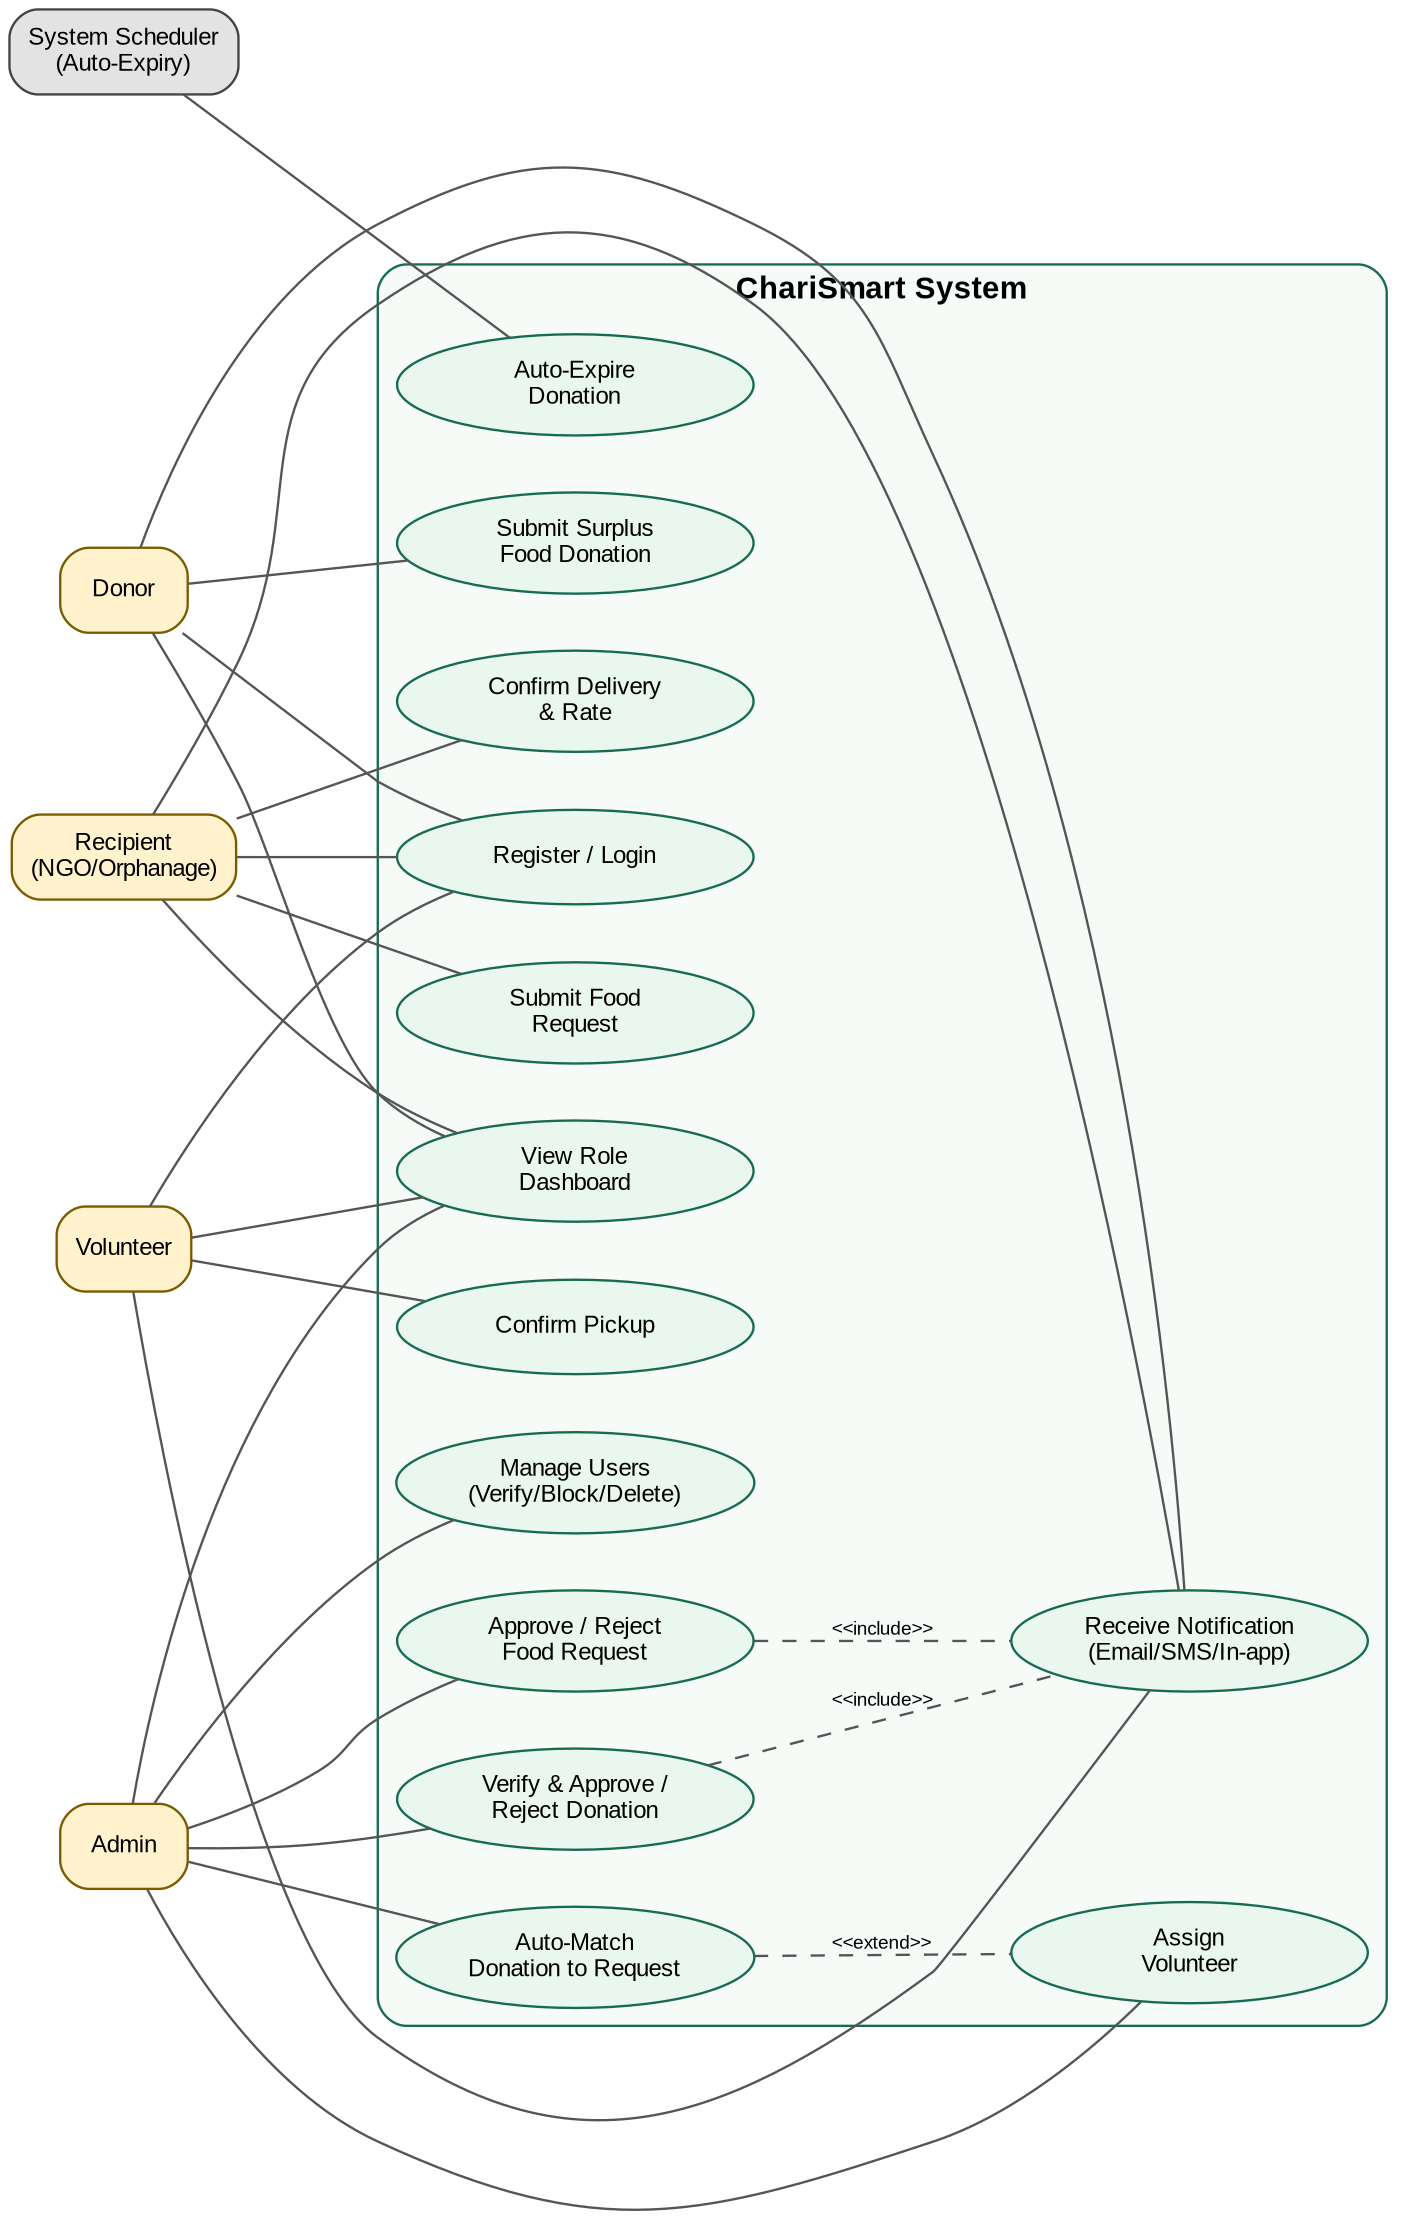 System Scheduler
(Auto-Expiry)
ChariSmart System
Auto-Expire
Donation
Submit Surplus
Food Donation
Donor
Confirm Delivery
& Rate
Recipient
(NGO/Orphanage)
Register / Login
Submit Food
Request
View Role
Dashboard
Volunteer
Confirm Pickup
Manage Users
(Verify/Block/Delete)
Approve / Reject
Food Request
<<include>>
Receive Notification
(Email/SMS/In-app)
<<include>>
Verify & Approve /
Reject Donation
Admin
Auto-Match
Donation to Request
<<extend>>
Assign
Volunteer